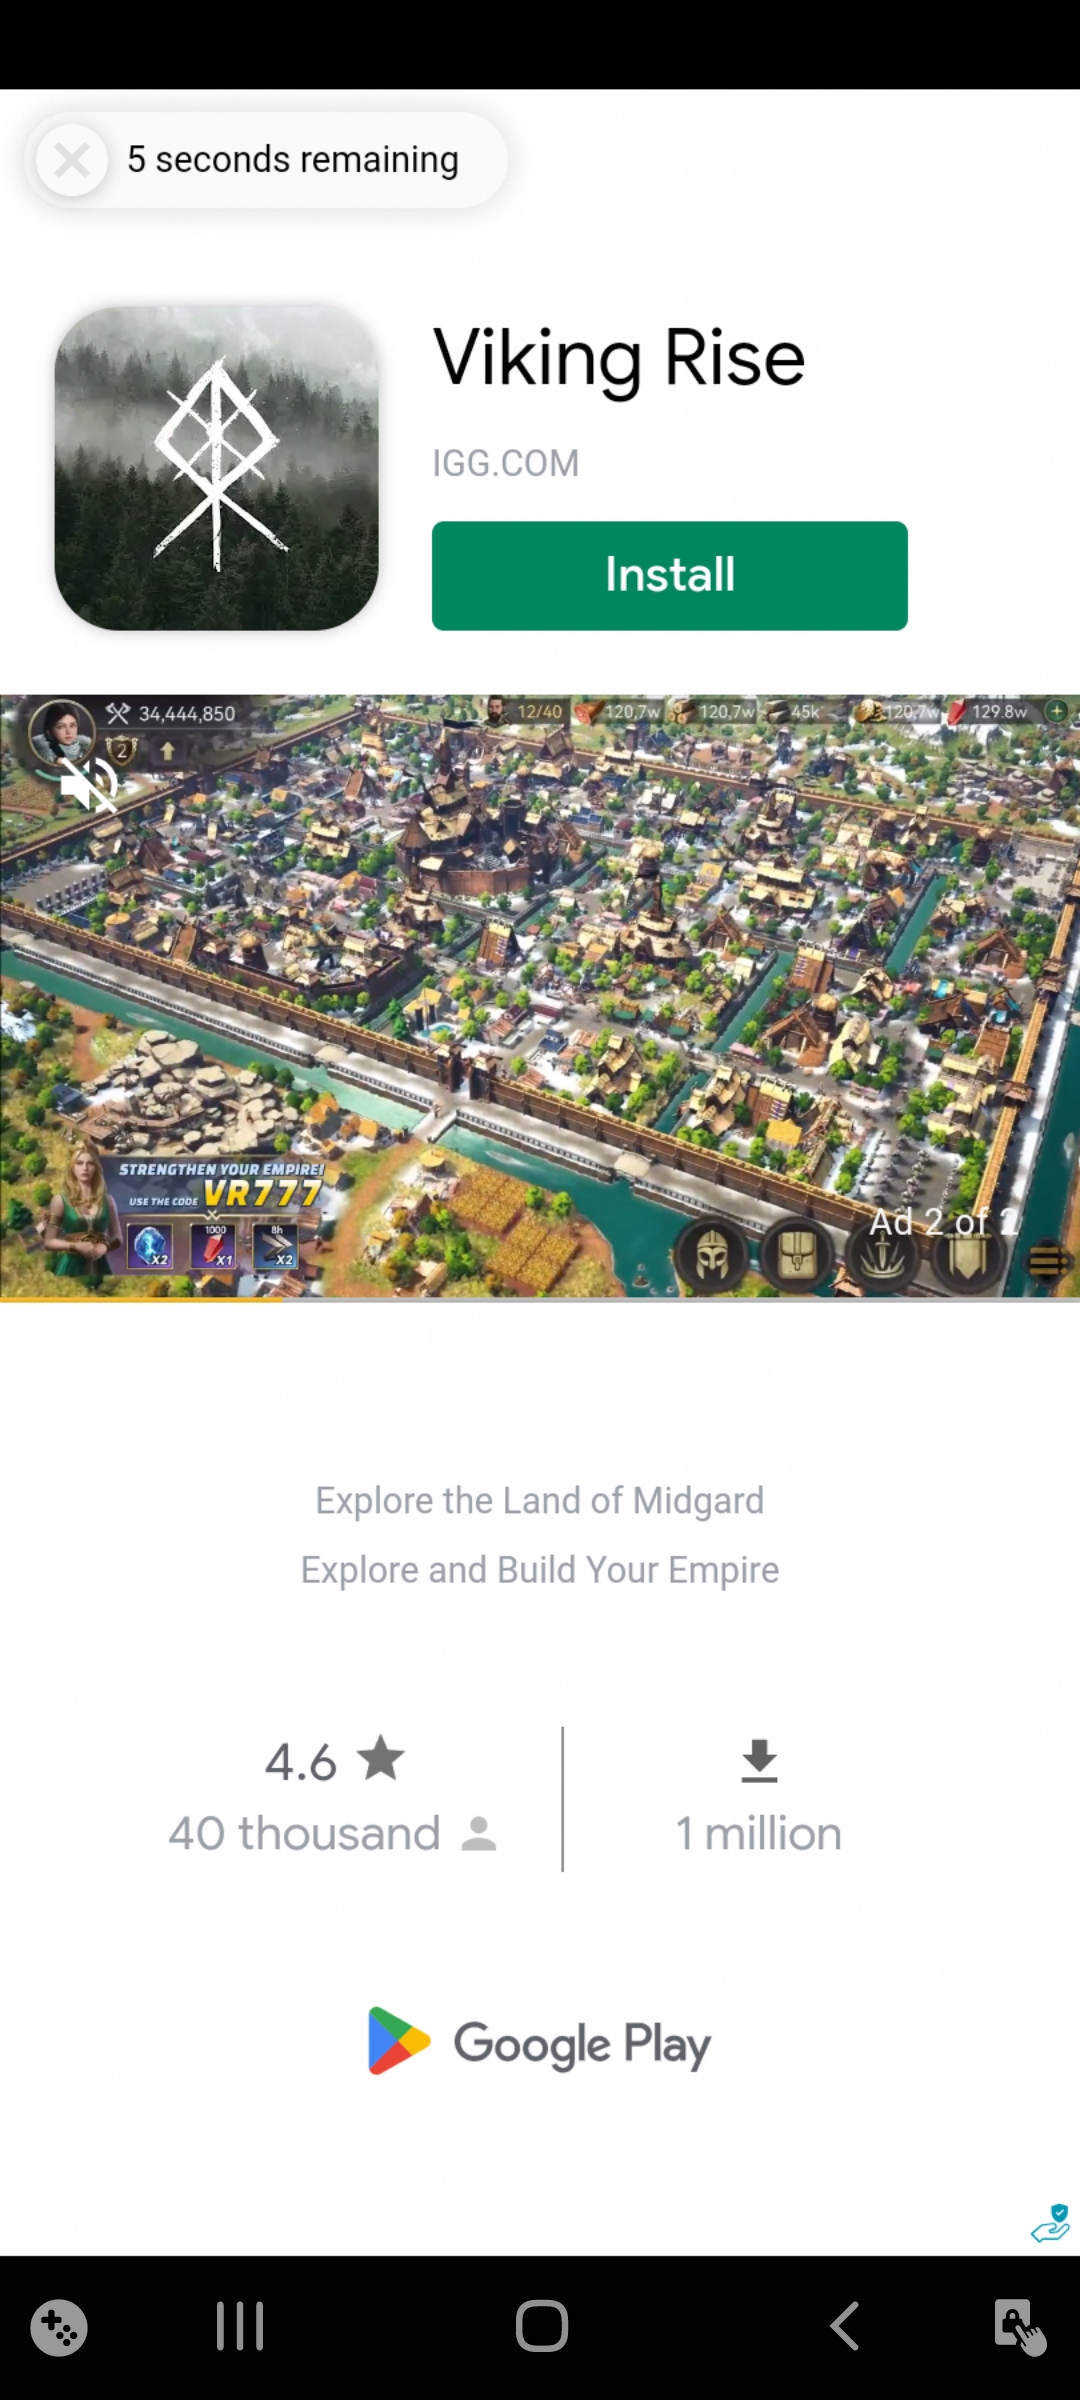 5 seconds remaining
Viking Rise
IGG.COM
Install
34,444,850
2
12/40
120,7w
120,7w
45k
120,7w
129.8w
STRENGTHEN YOUR EMPIRE!
USE THE CODE VR777
X2
1000
X1
8h
X2
Ad 2 of 2
Explore the Land of Midgard
Explore and Build Your Empire
4.6
40 thousand
1 million
Google Play